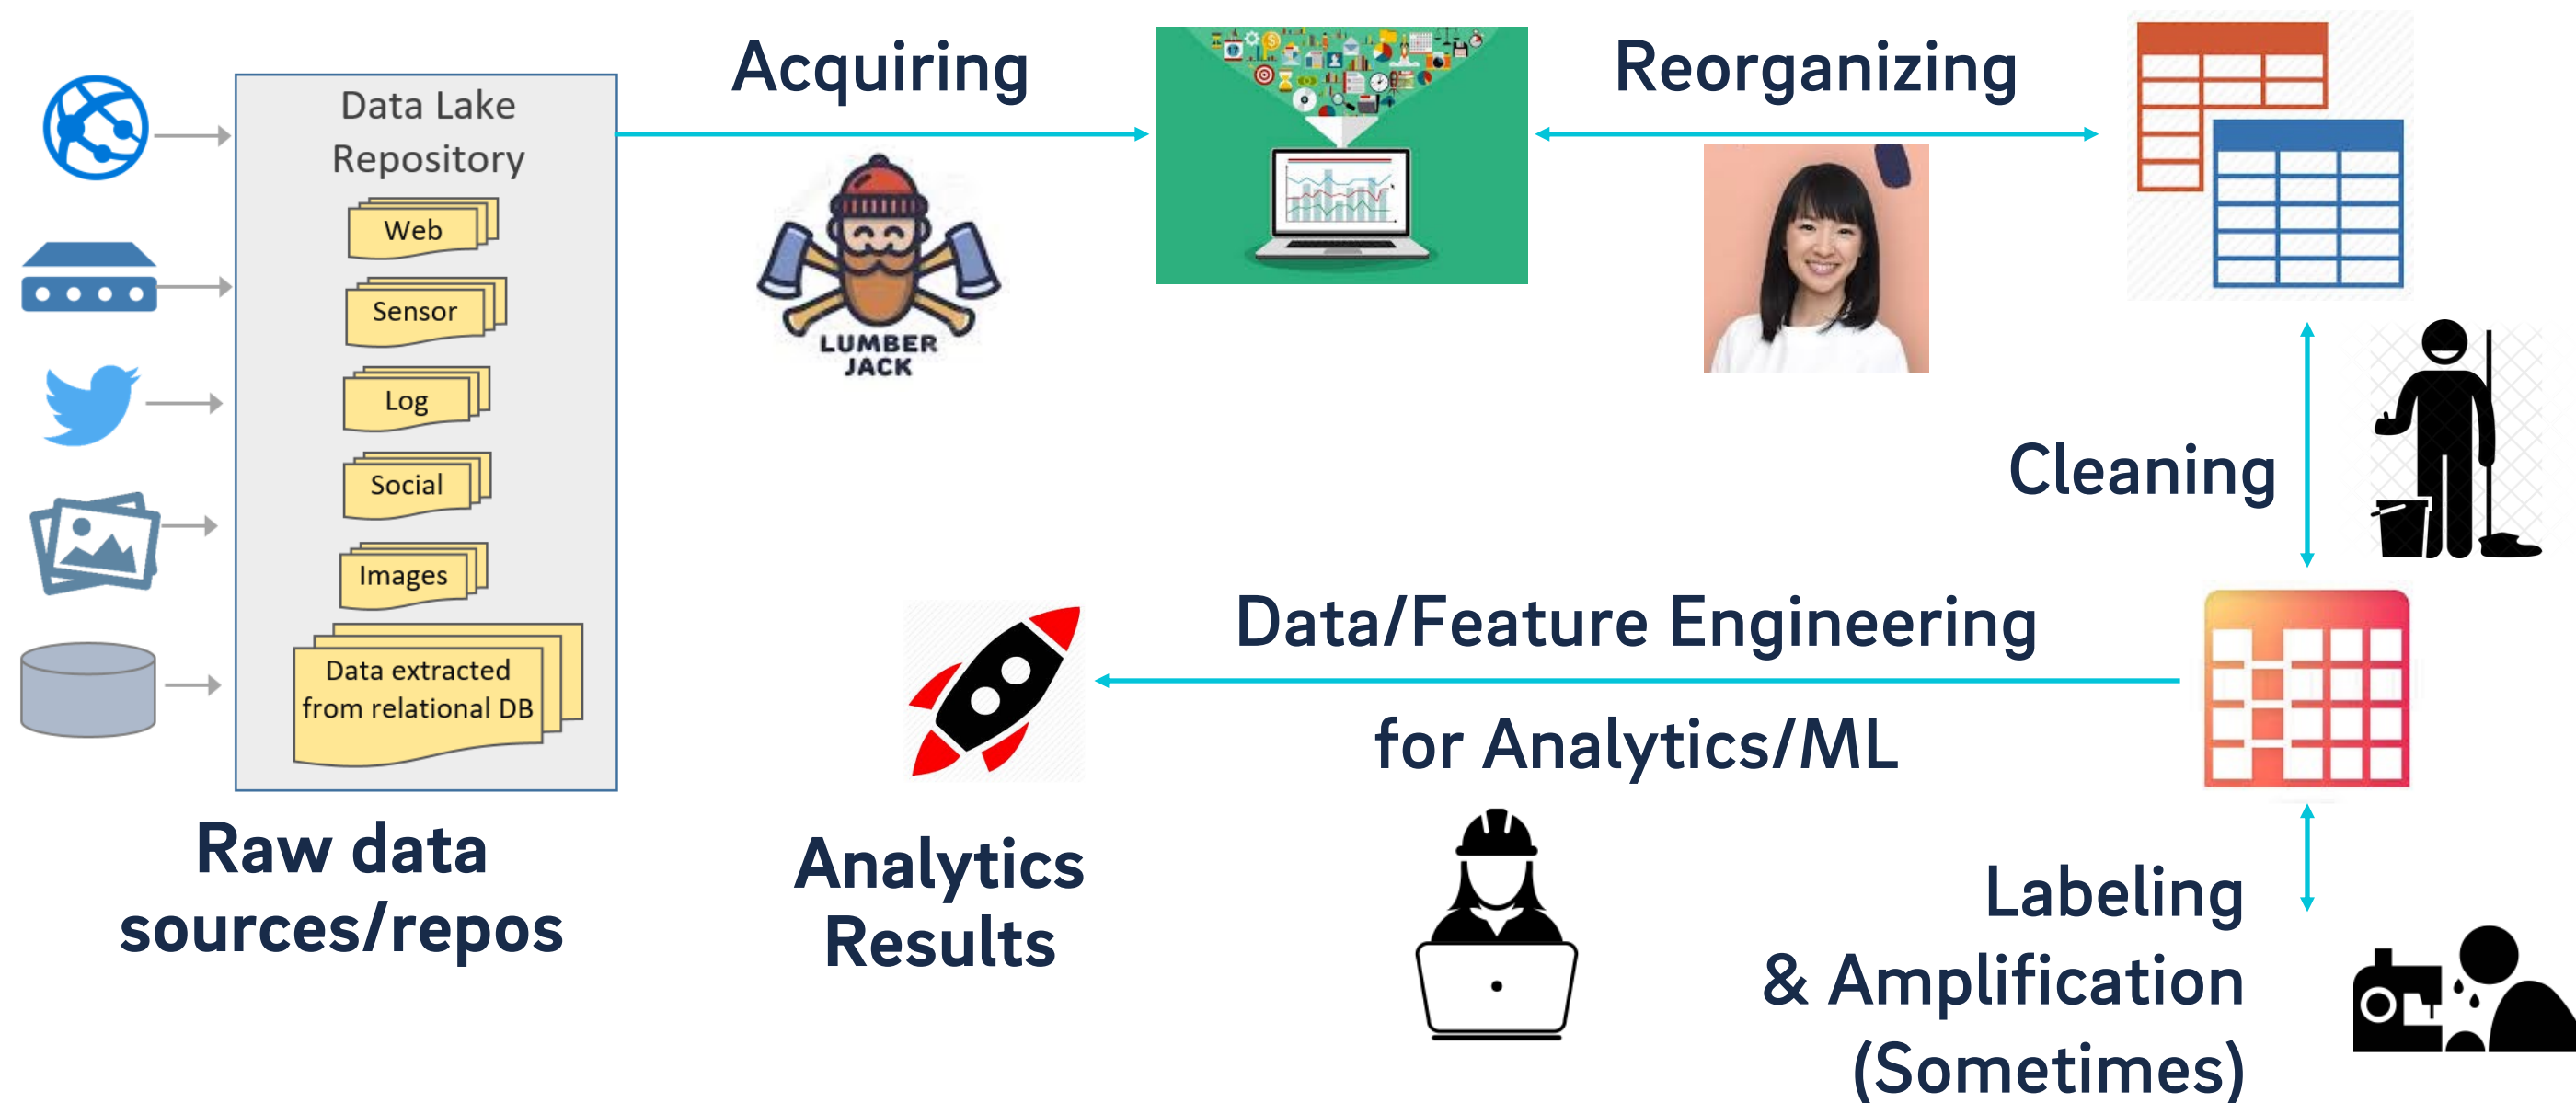 Data Lake
Repository
Web
Sensor
Log
Social
Images
Data extracted
from relational DB
Raw data
sources/repos
Acquiring
LUMBER
JACK
Reorganizing
Cleaning
Data/Feature Engineering
for Analytics/ML
Analytics
Results
Labeling
& Amplification
(Sometimes)